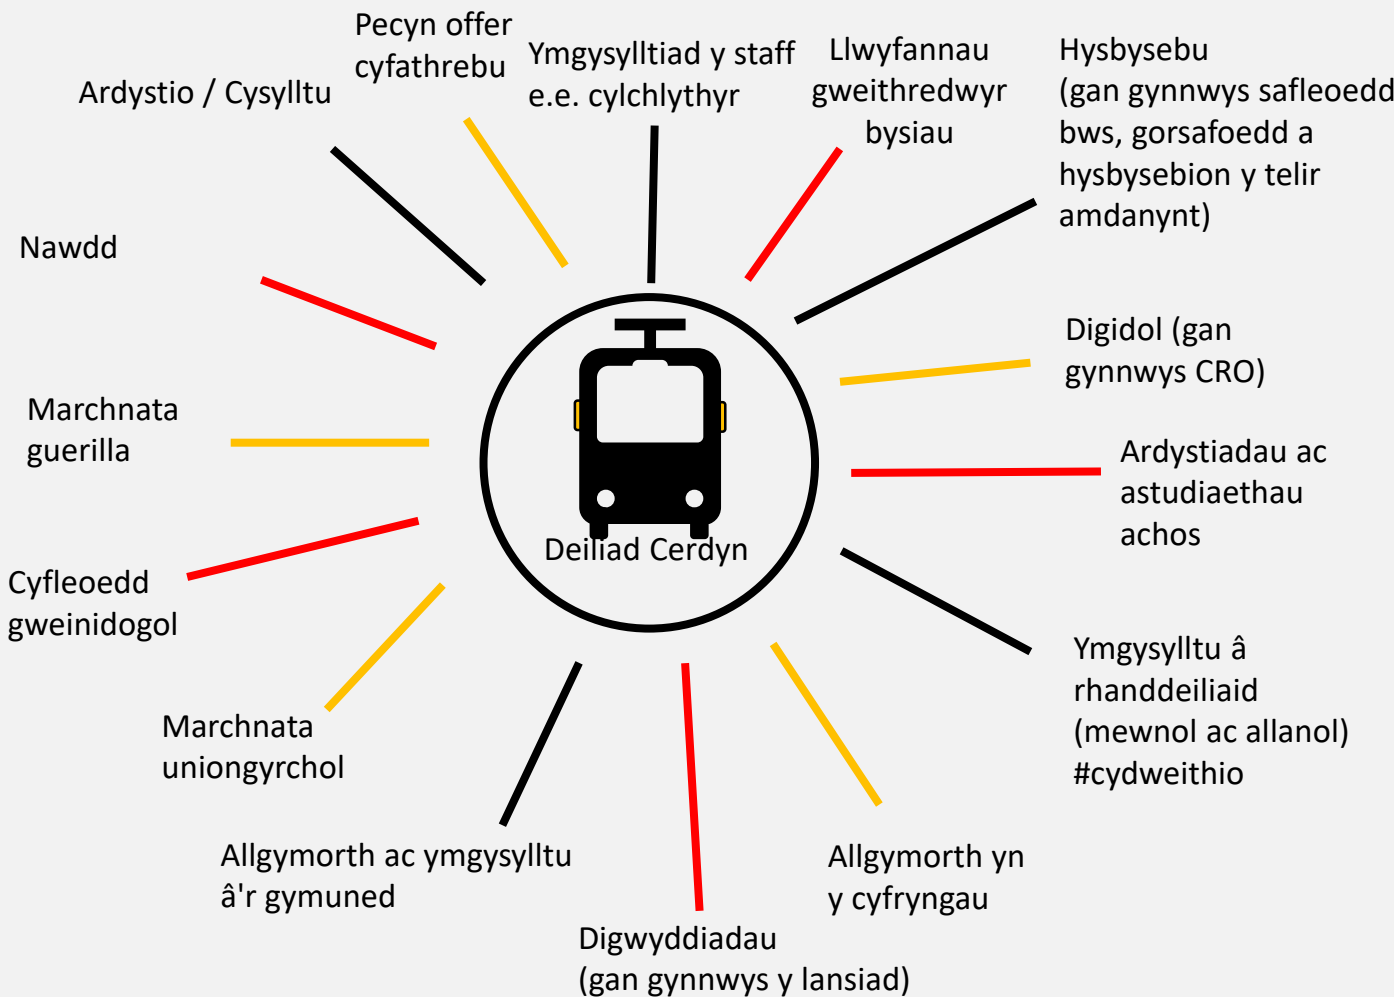 Pecyn offer
cyfathrebu
Ymgysylltiad y staff
e.e. cylchlythyr
Llwyfannau
gweithredwyr
bysiau
Hysbysebu
(gan gynnwys safleoedd
bws, gorsafoedd a
hysbysebion y telir
amdanynt)
Digidol (gan
gynnwys CRO)
Ardystiadau ac
astudiaethau
achos
Ymgysylltu â
rhanddeiliaid
(mewnol ac allanol)
#cydweithio
Allgymorth yn
y cyfryngau
Digwyddiadau
(gan gynnwys y lansiad)
Allgymorth ac ymgysylltu
â'r gymuned
Marchnata
uniongyrchol
Cyfleoedd
gweinidogol
Marchnata
guerilla
Nawdd
Ardystio / Cysylltu
Deiliad Cerdyn